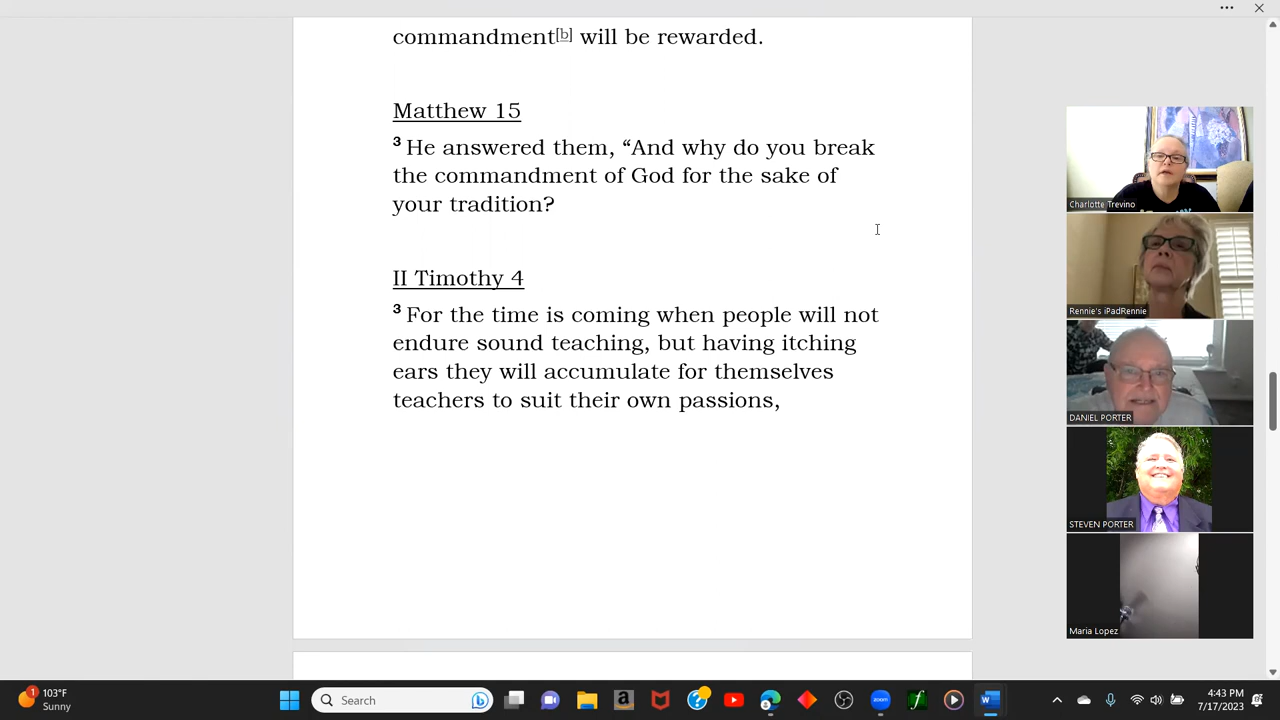 commandment[b] will be rewarded.
Matthew 15
3 He answered them, “And why do you break
the commandment of God for the sake of
your tradition?
II Timothy 4
3 For the time is coming when people will not
endure sound teaching, but having itching
ears they will accumulate for themselves
teachers to suit their own passions,
Charlotte Trevino
Rennie's iPadRennie
DANIEL PORTER
STEVEN PORTER
Maria Lopez
1
103°F
Sunny
Search
zoom
W
4:43 PM
7/17/2023